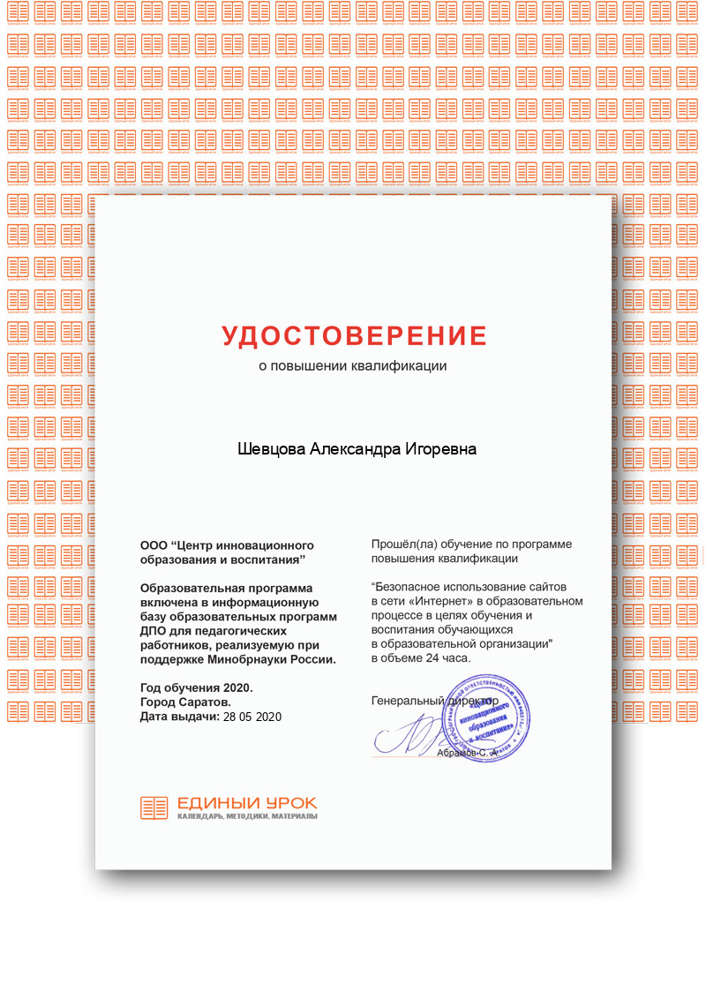 УДОСТОВЕРЕНИЕ
о повышении квалификации
Шевцова Александра Игоревна
ООО “Центр инновационного
образования и воспитания”
Образовательная программа
включена в информационную
базу образовательных программ
ДПО для педагогических
работников, реализуемую при
поддержке Минобрнауки России.
Год обучения 2020.
Город Саратов.
Дата выдачи: 28 05 2020
Прошёл(ла) обучение по программе
повышения квалификации
“Безопасное использование сайтов
в сети «Интернет» в образовательном
процессе в целях обучения и
воспитания обучающихся
в образовательной организации"
в объеме 24 часа.
Генеральный директор
«Центр
инновационного
образования
и воспитания»
Абрамов С. А.
ЕДИНЫЙ УРОК
КАЛЕНДАРЬ, МЕТОДИКИ, МАТЕРИАЛЫ